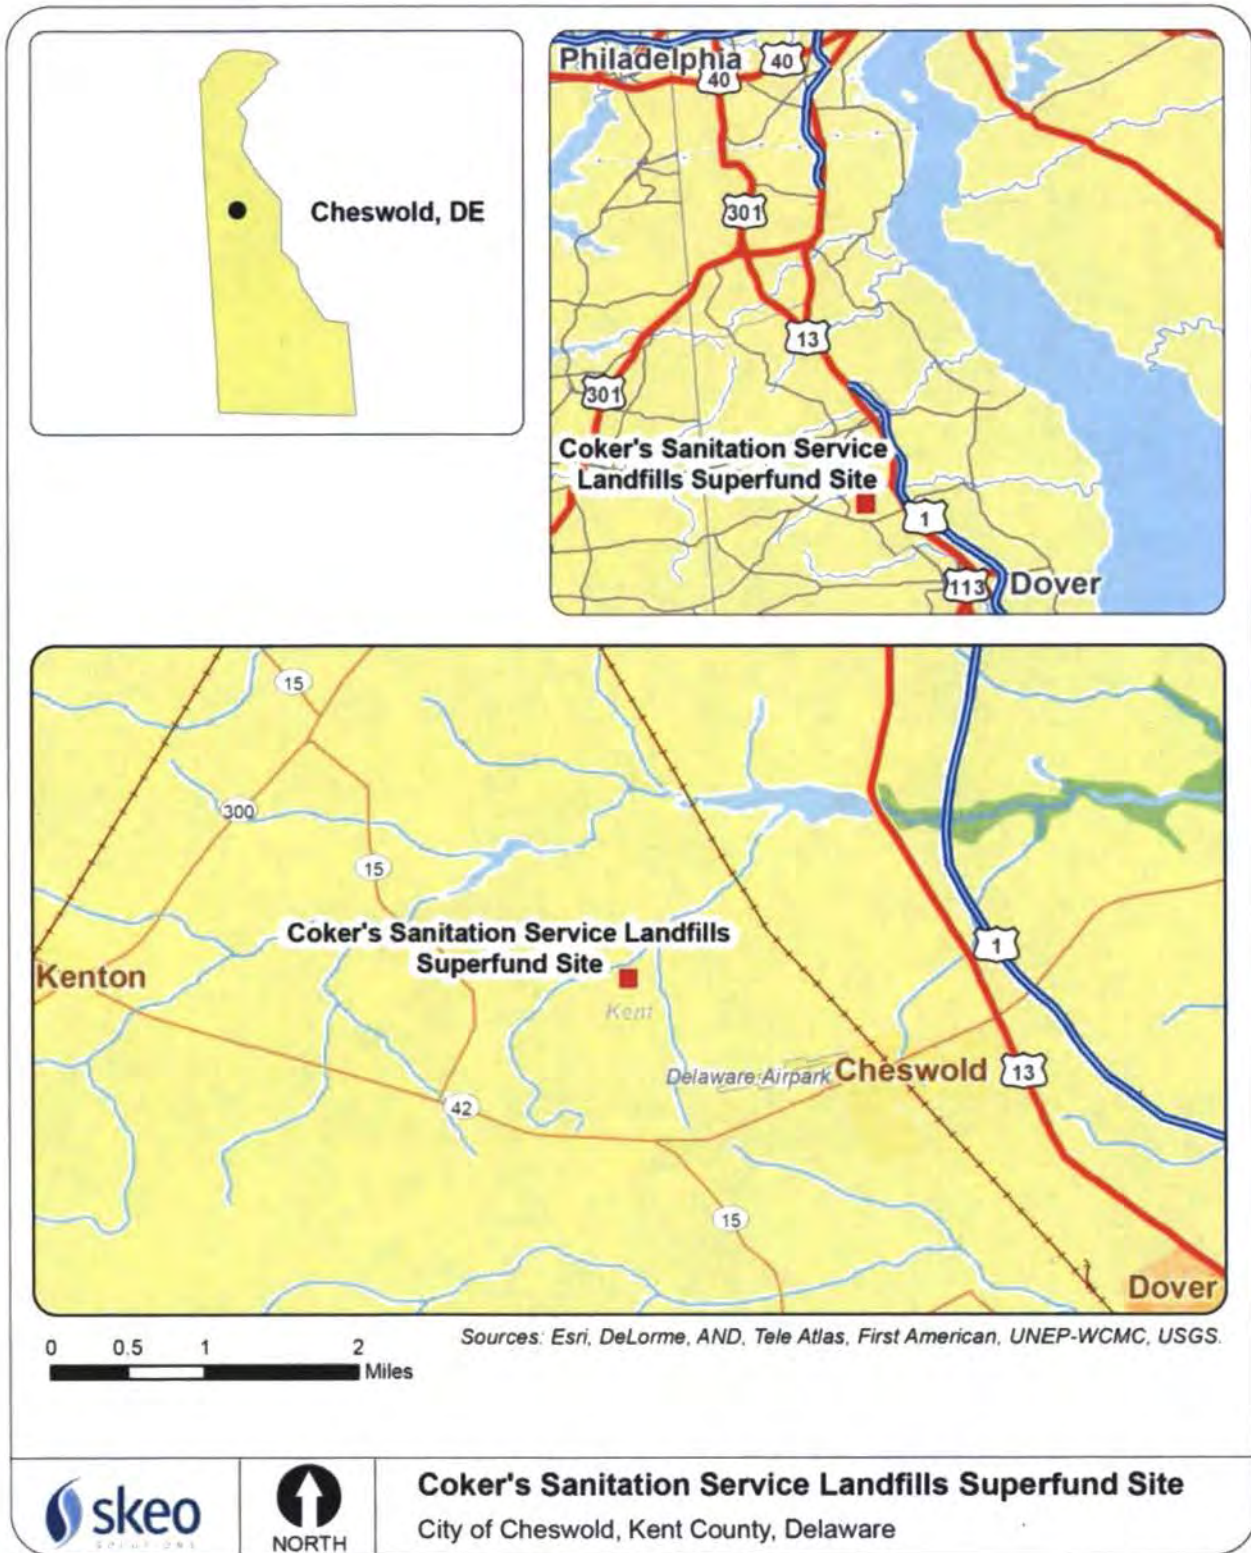 Cheswold, DE
Philadelphia
40
40
301
13
301
Coker's Sanitation Service
Landfills Superfund Site
1
113
Dover
15
300
15
Coker's Sanitation Service Landfills
Superfund Site
Kenton
Kent
1
Delaware Airpark
Cheswold
13
42
15
Dover
0 0.5 1 2
Miles
Sources: Esri, DeLorme, AND, Tele Atlas, First American, UNEP-WCMC, USGS.
skeo
SOLUTIONS
NORTH
Coker's Sanitation Service Landfills Superfund Site
City of Cheswold, Kent County, Delaware